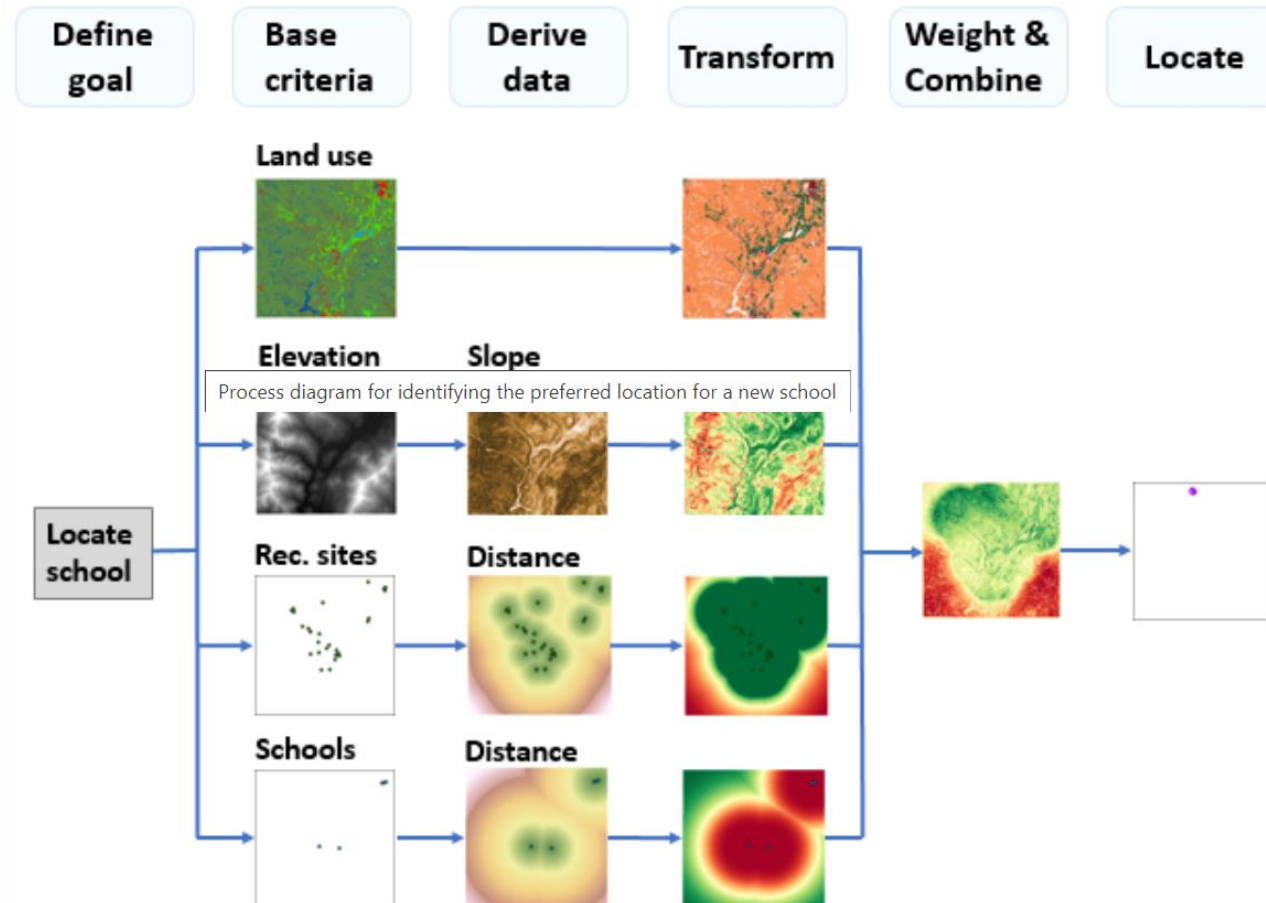 Define
goal
Base
criteria
Derive
data
Transform
Weight &
Combine
Locate
Land use
Elevation
Slope
Process diagram for identifying the preferred location for a new school
Locate
school
Rec. sites
Distance
Schools
Distance